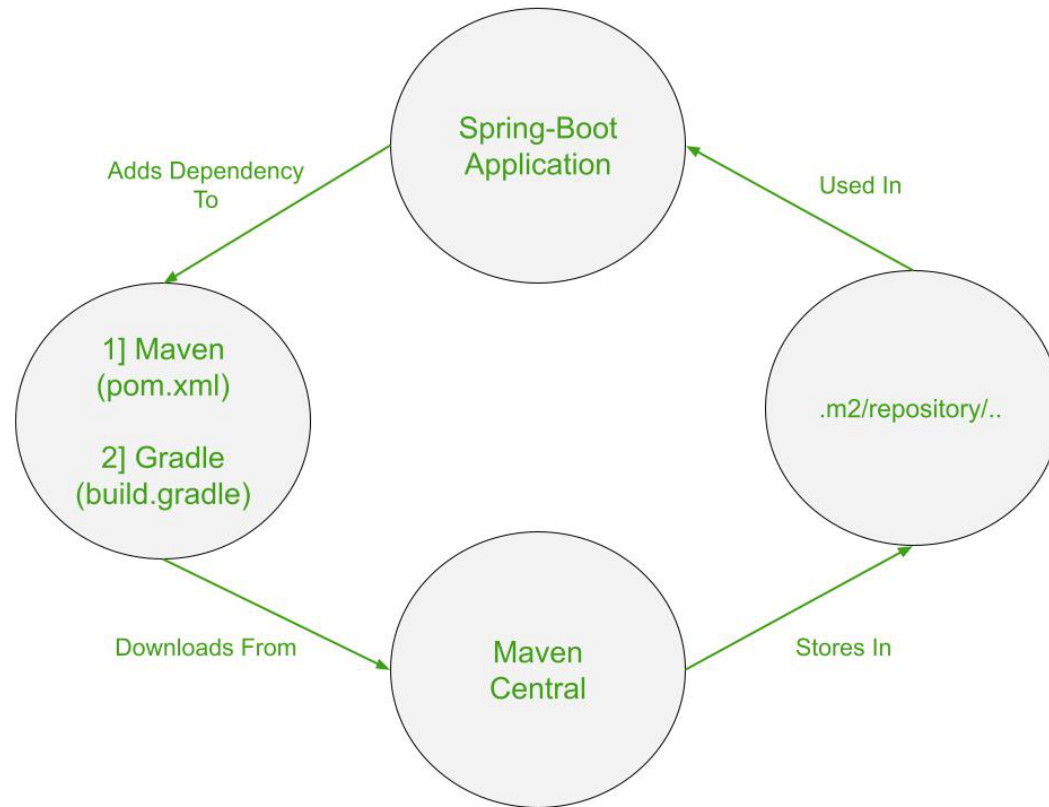 Spring-Boot
Application
Adds Dependency
To
Used In
1] Maven
(pom.xml)
2] Gradle
(build.gradle)
.m2/repository/..
Downloads From
Maven
Central
Stores In